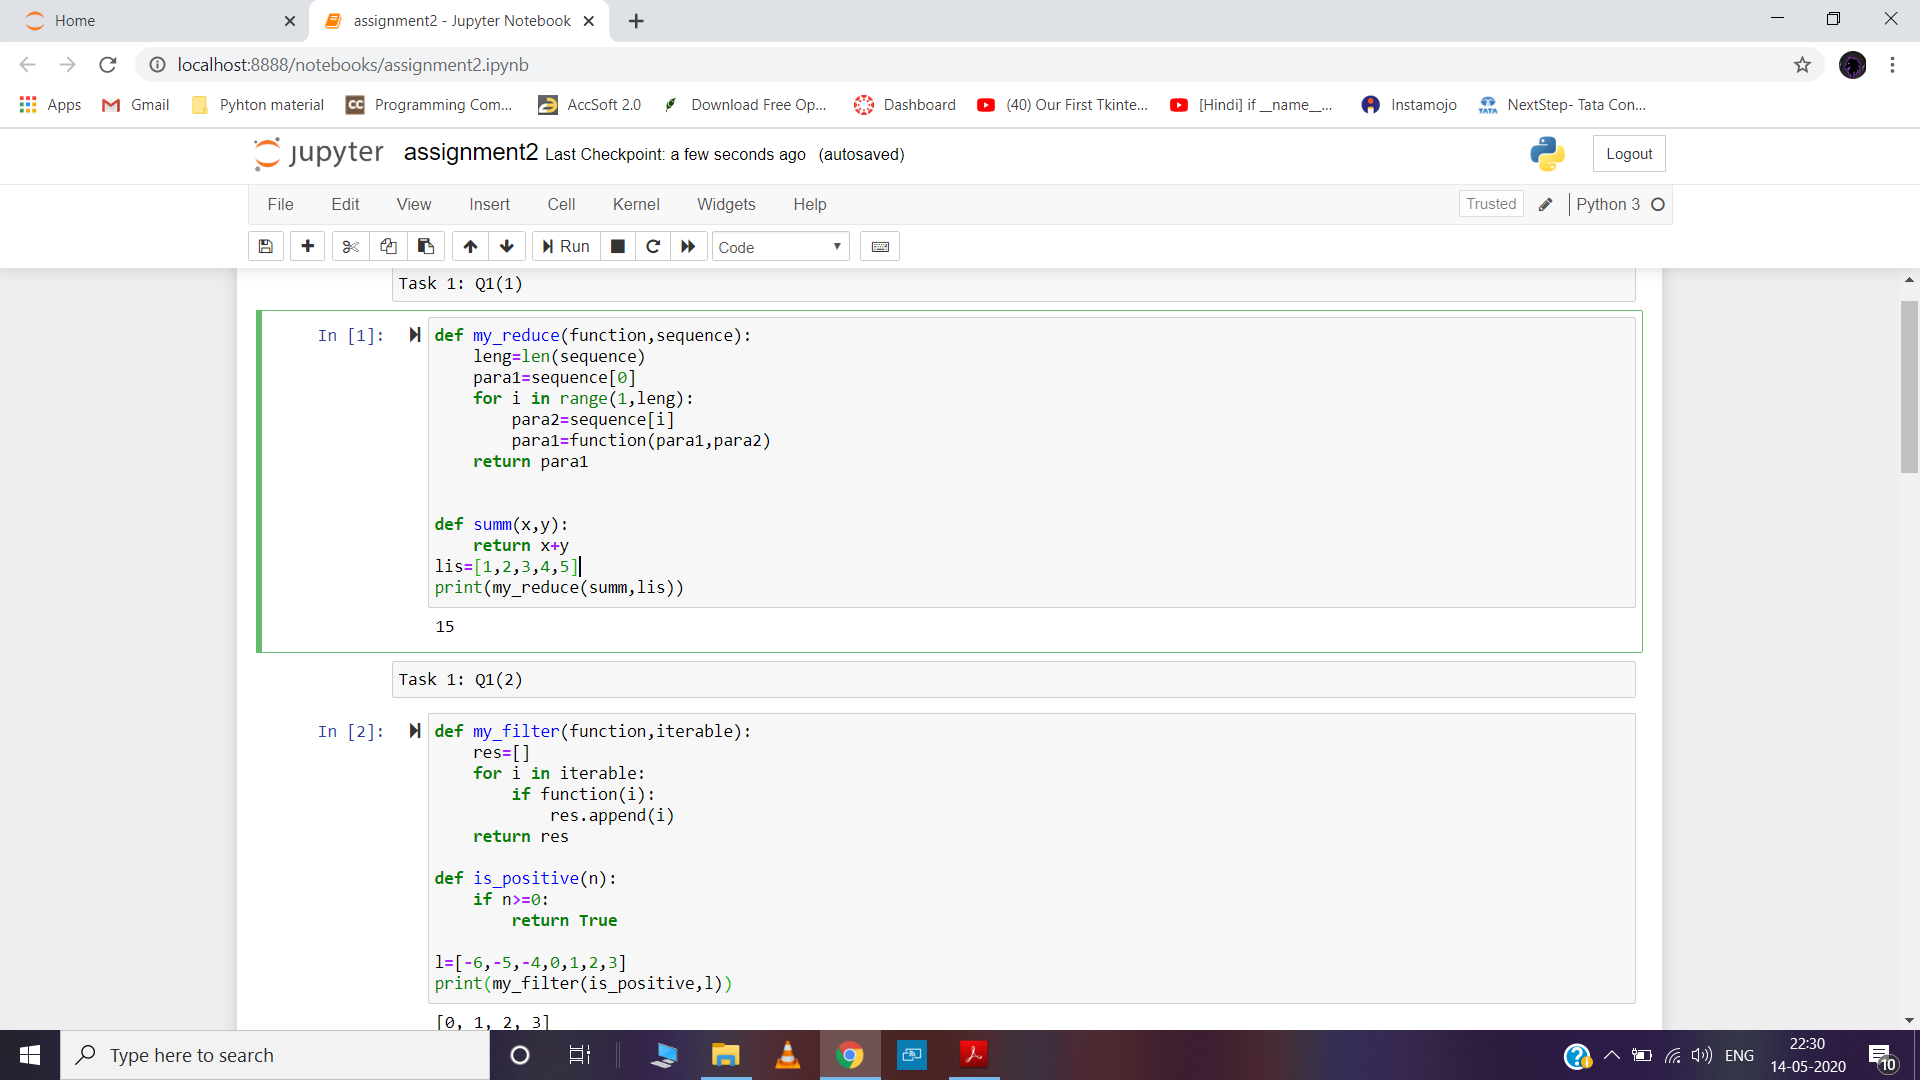 Home
assignment2 - Jupyter Notebook
localhost:8888/notebooks/assignment2.ipynb
Apps Gmail Pyhton material CC Programming Com... AccSoft 2.0 Download Free Op... Dashboard (40) Our First Tkinte... [Hindi] if __name__... Instamojo TATA NextStep- Tata Con...
jupyter assignment2 Last Checkpoint: a few seconds ago (autosaved) Logout
File Edit View Insert Cell Kernel Widgets Help Trusted Python 3
Run Code
Task 1: Q1(1)
In [1]:
def my_reduce(function,sequence):
    leng=len(sequence)
    para1=sequence[0]
    for i in range(1,leng):
        para2=sequence[i]
        para1=function(para1,para2)
    return para1
def summ(x,y):
    return x+y
lis=[1,2,3,4,5]
print(my_reduce(summ,lis))
15
Task 1: Q1(2)
In [2]:
def my_filter(function,iterable):
    res=[]
    for i in iterable:
        if function(i):
            res.append(i)
    return res
def is_positive(n):
    if n>=0:
        return True
l=[-6,-5,-4,0,1,2,3]
print(my_filter(is_positive,l))
[0, 1, 2, 3]
Type here to search
ENG
22:30
14-05-2020
10